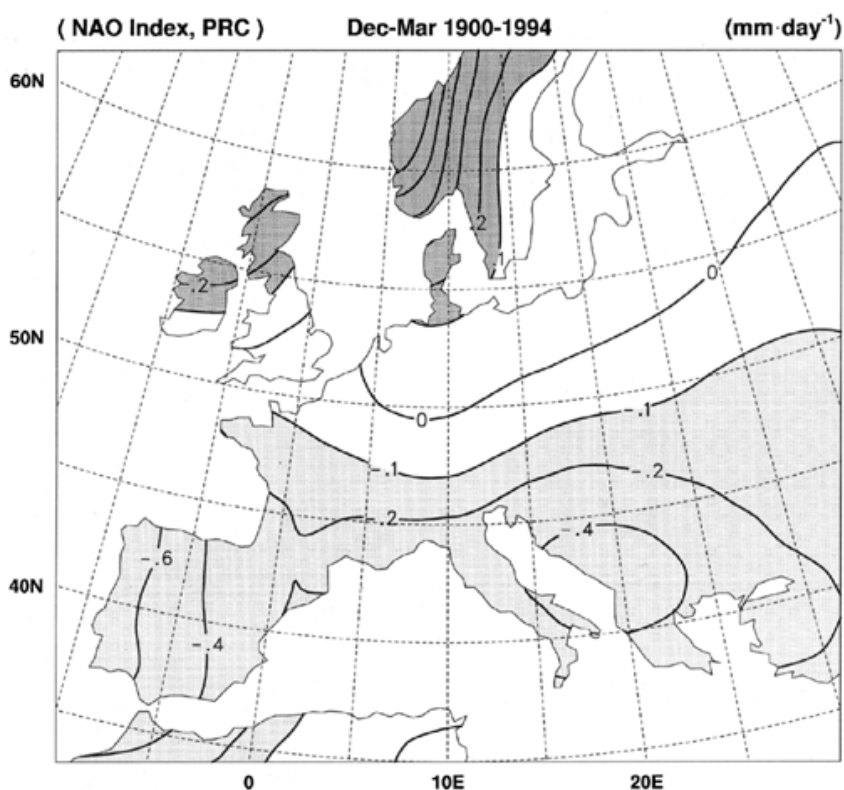 ( NAO Index, PRC ) Dec-Mar 1900-1994 (mm·day⁻¹)
60N
.2
.1
0
.2
50N
0
-.1
-.1
-.2
-.2
-.4
-.6
40N
-.4
0 10E 20E